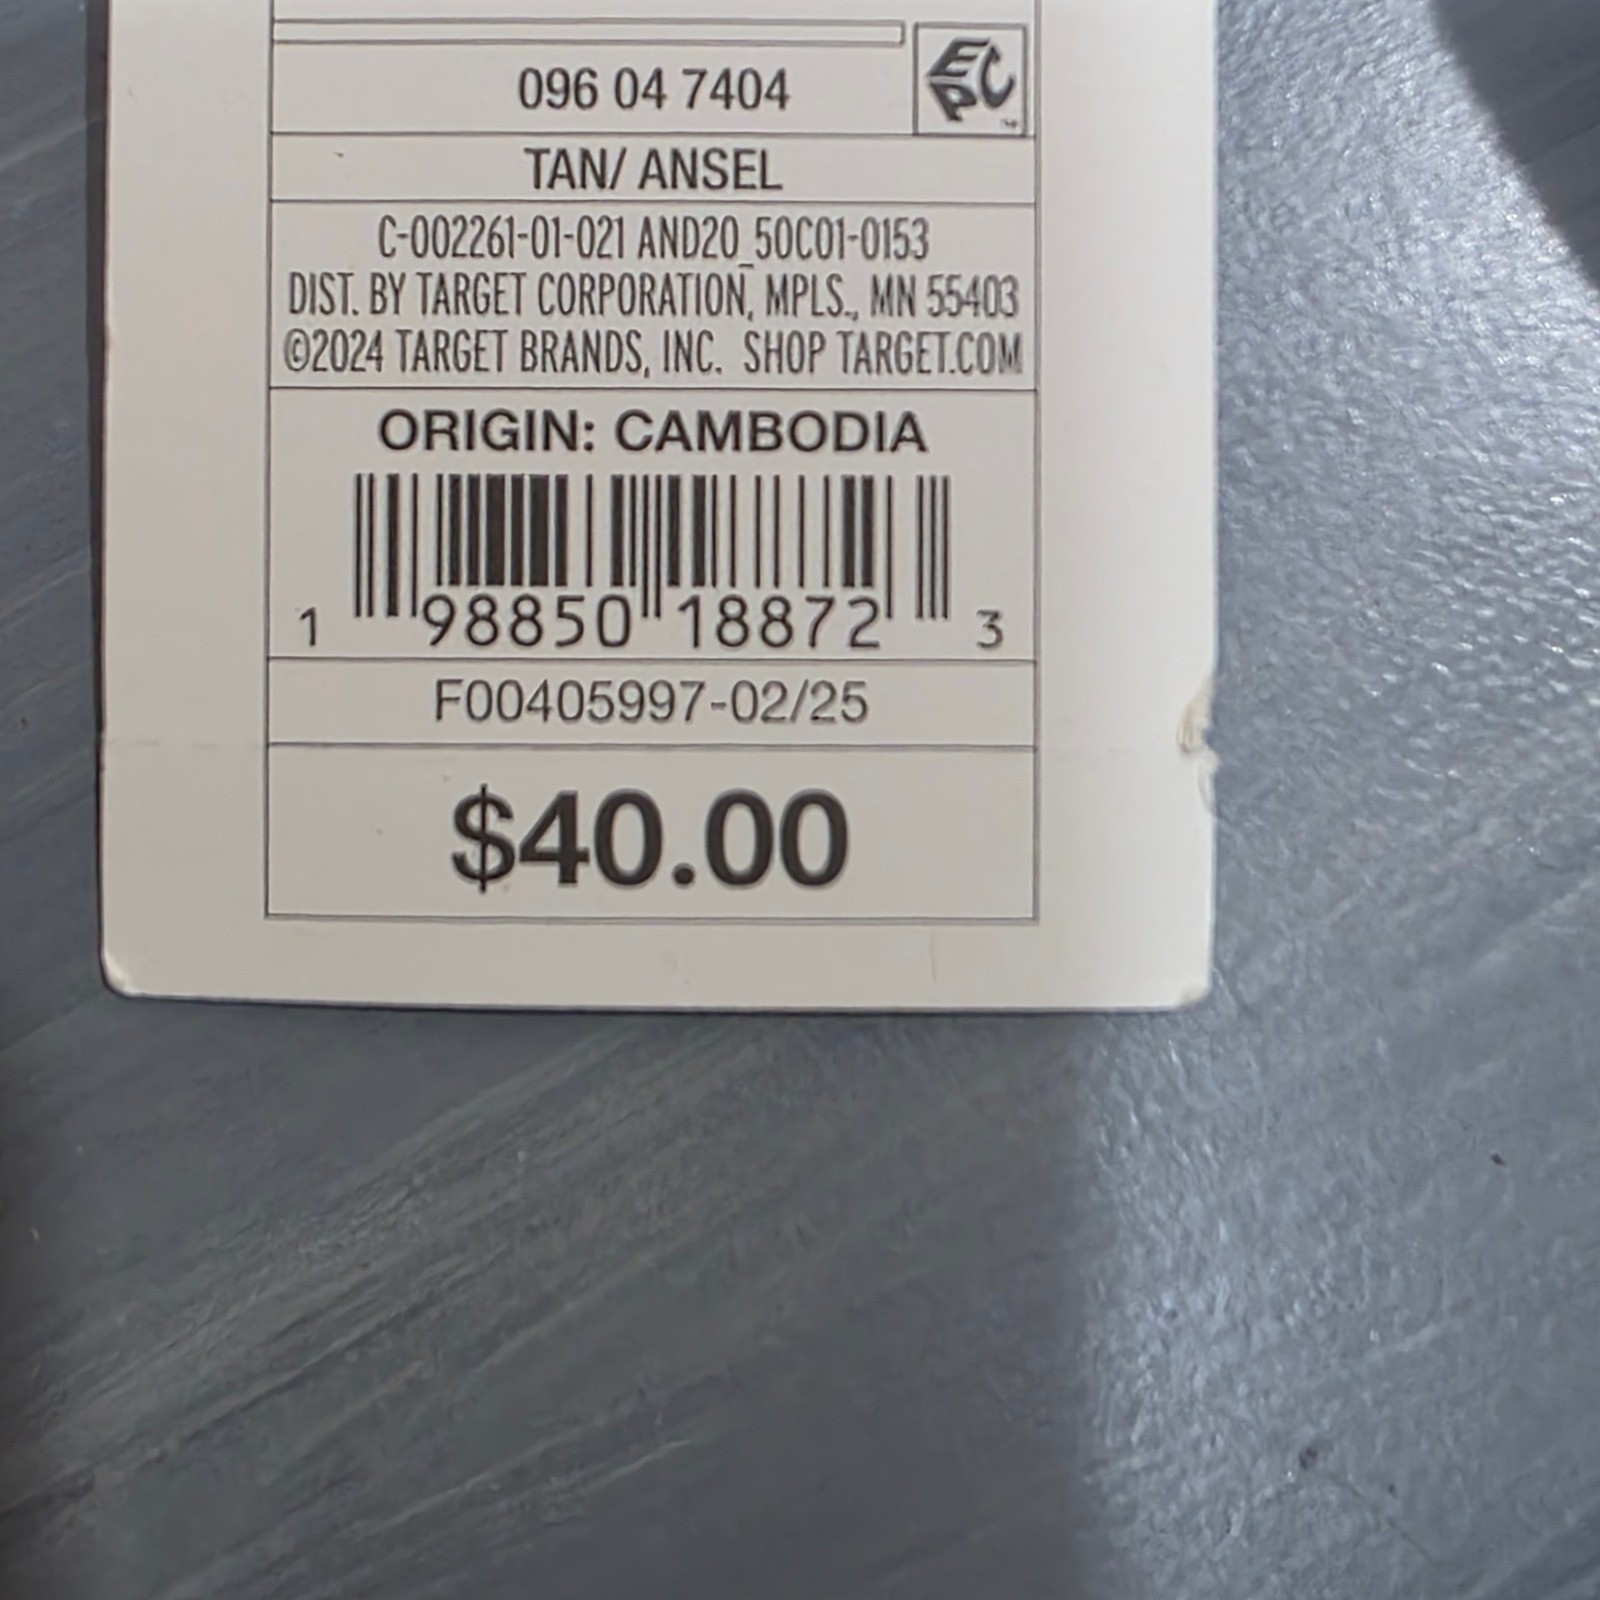 096 04 7404
EPC
TAN/ ANSEL
C-002261-01-021 AND20_50C01-0153
DIST. BY TARGET CORPORATION, MPLS., MN 55403
©2024 TARGET BRANDS, INC. SHOP TARGET.COM
ORIGIN: CAMBODIA
1 98850 18872 3
F00405997-02/25
$40.00